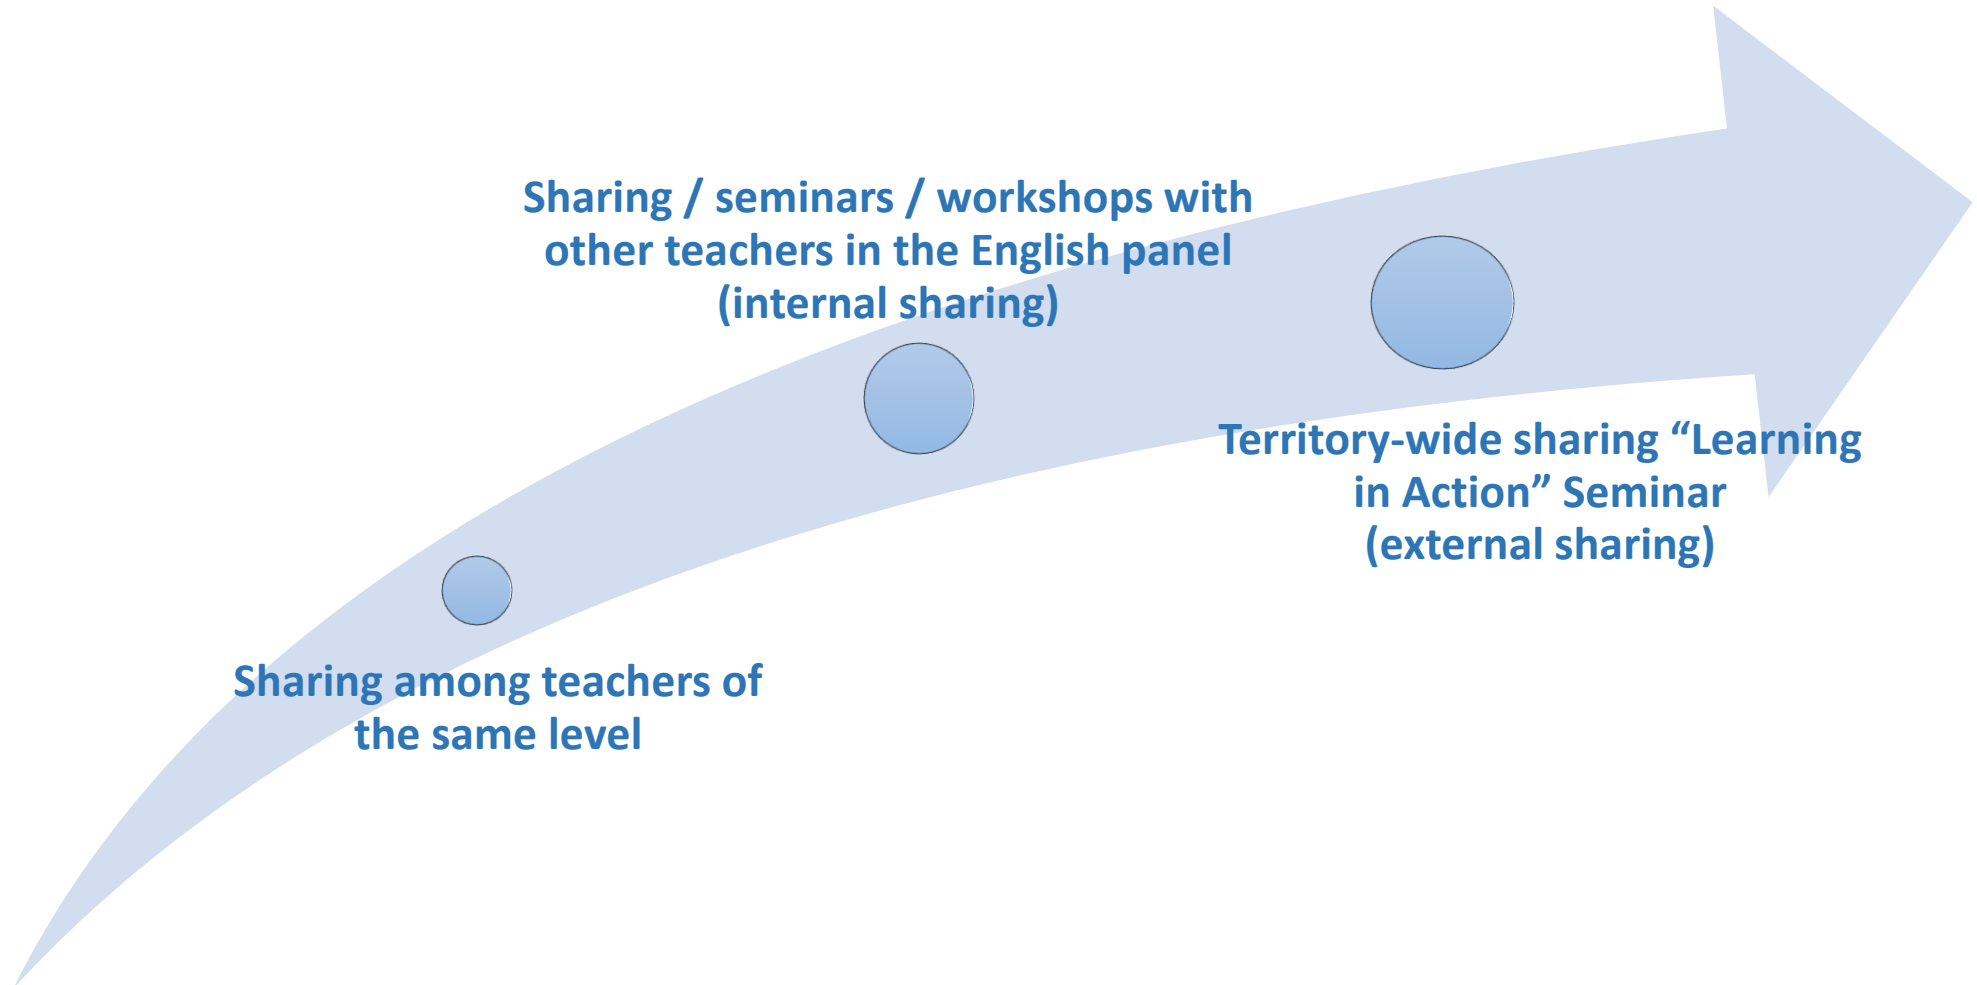 Sharing / seminars / workshops with
other teachers in the English panel
(internal sharing)
Territory-wide sharing “Learning
in Action” Seminar
(external sharing)
Sharing among teachers of
the same level